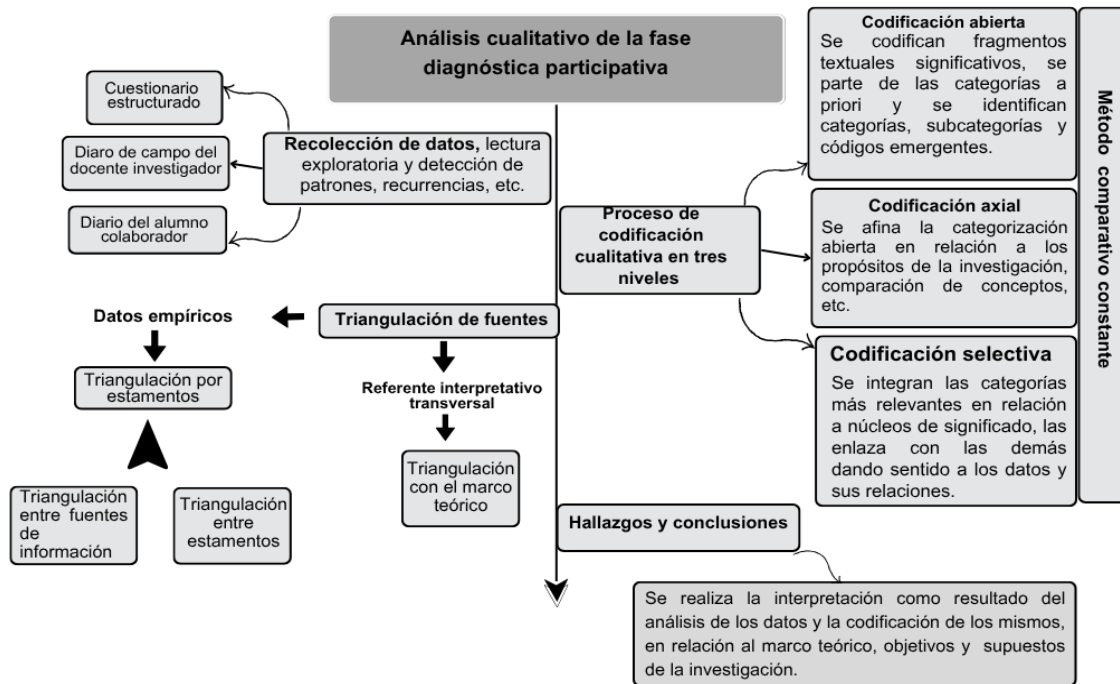 Análisis cualitativo de la fase
diagnóstica participativa
Cuestionario
estructurado
Diaro de campo del
docente investigador
Diario del alumno
colaborador
Recolección de datos, lectura
exploratoria y detección de
patrones, recurrencias, etc.
Proceso de
codificación
cualitativa en tres
niveles
Codificación abierta
Se codifican fragmentos
textuales significativos, se
parte de las categorías a
priori y se identifican
categorías, subcategorías y
códigos emergentes.
Codificación axial
Se afina la categorización
abierta en relación a los
propósitos de la investigación,
comparación de conceptos,
etc.
Codificación selectiva
Se integran las categorías
más relevantes en relación
a núcleos de significado, las
enlaza con las demás
dando sentido a los datos y
sus relaciones.
Método comparativo constante
Triangulación de fuentes
Datos empíricos
Triangulación por
estamentos
Triangulación
entre fuentes
de
información
Triangulación
entre
estamentos
Referente interpretativo
transversal
Triangulación
con el marco
teórico
Hallazgos y conclusiones
Se realiza la interpretación como resultado del
análisis de los datos y la codificación de los mismos,
en relación al marco teórico, objetivos y supuestos
de la investigación.